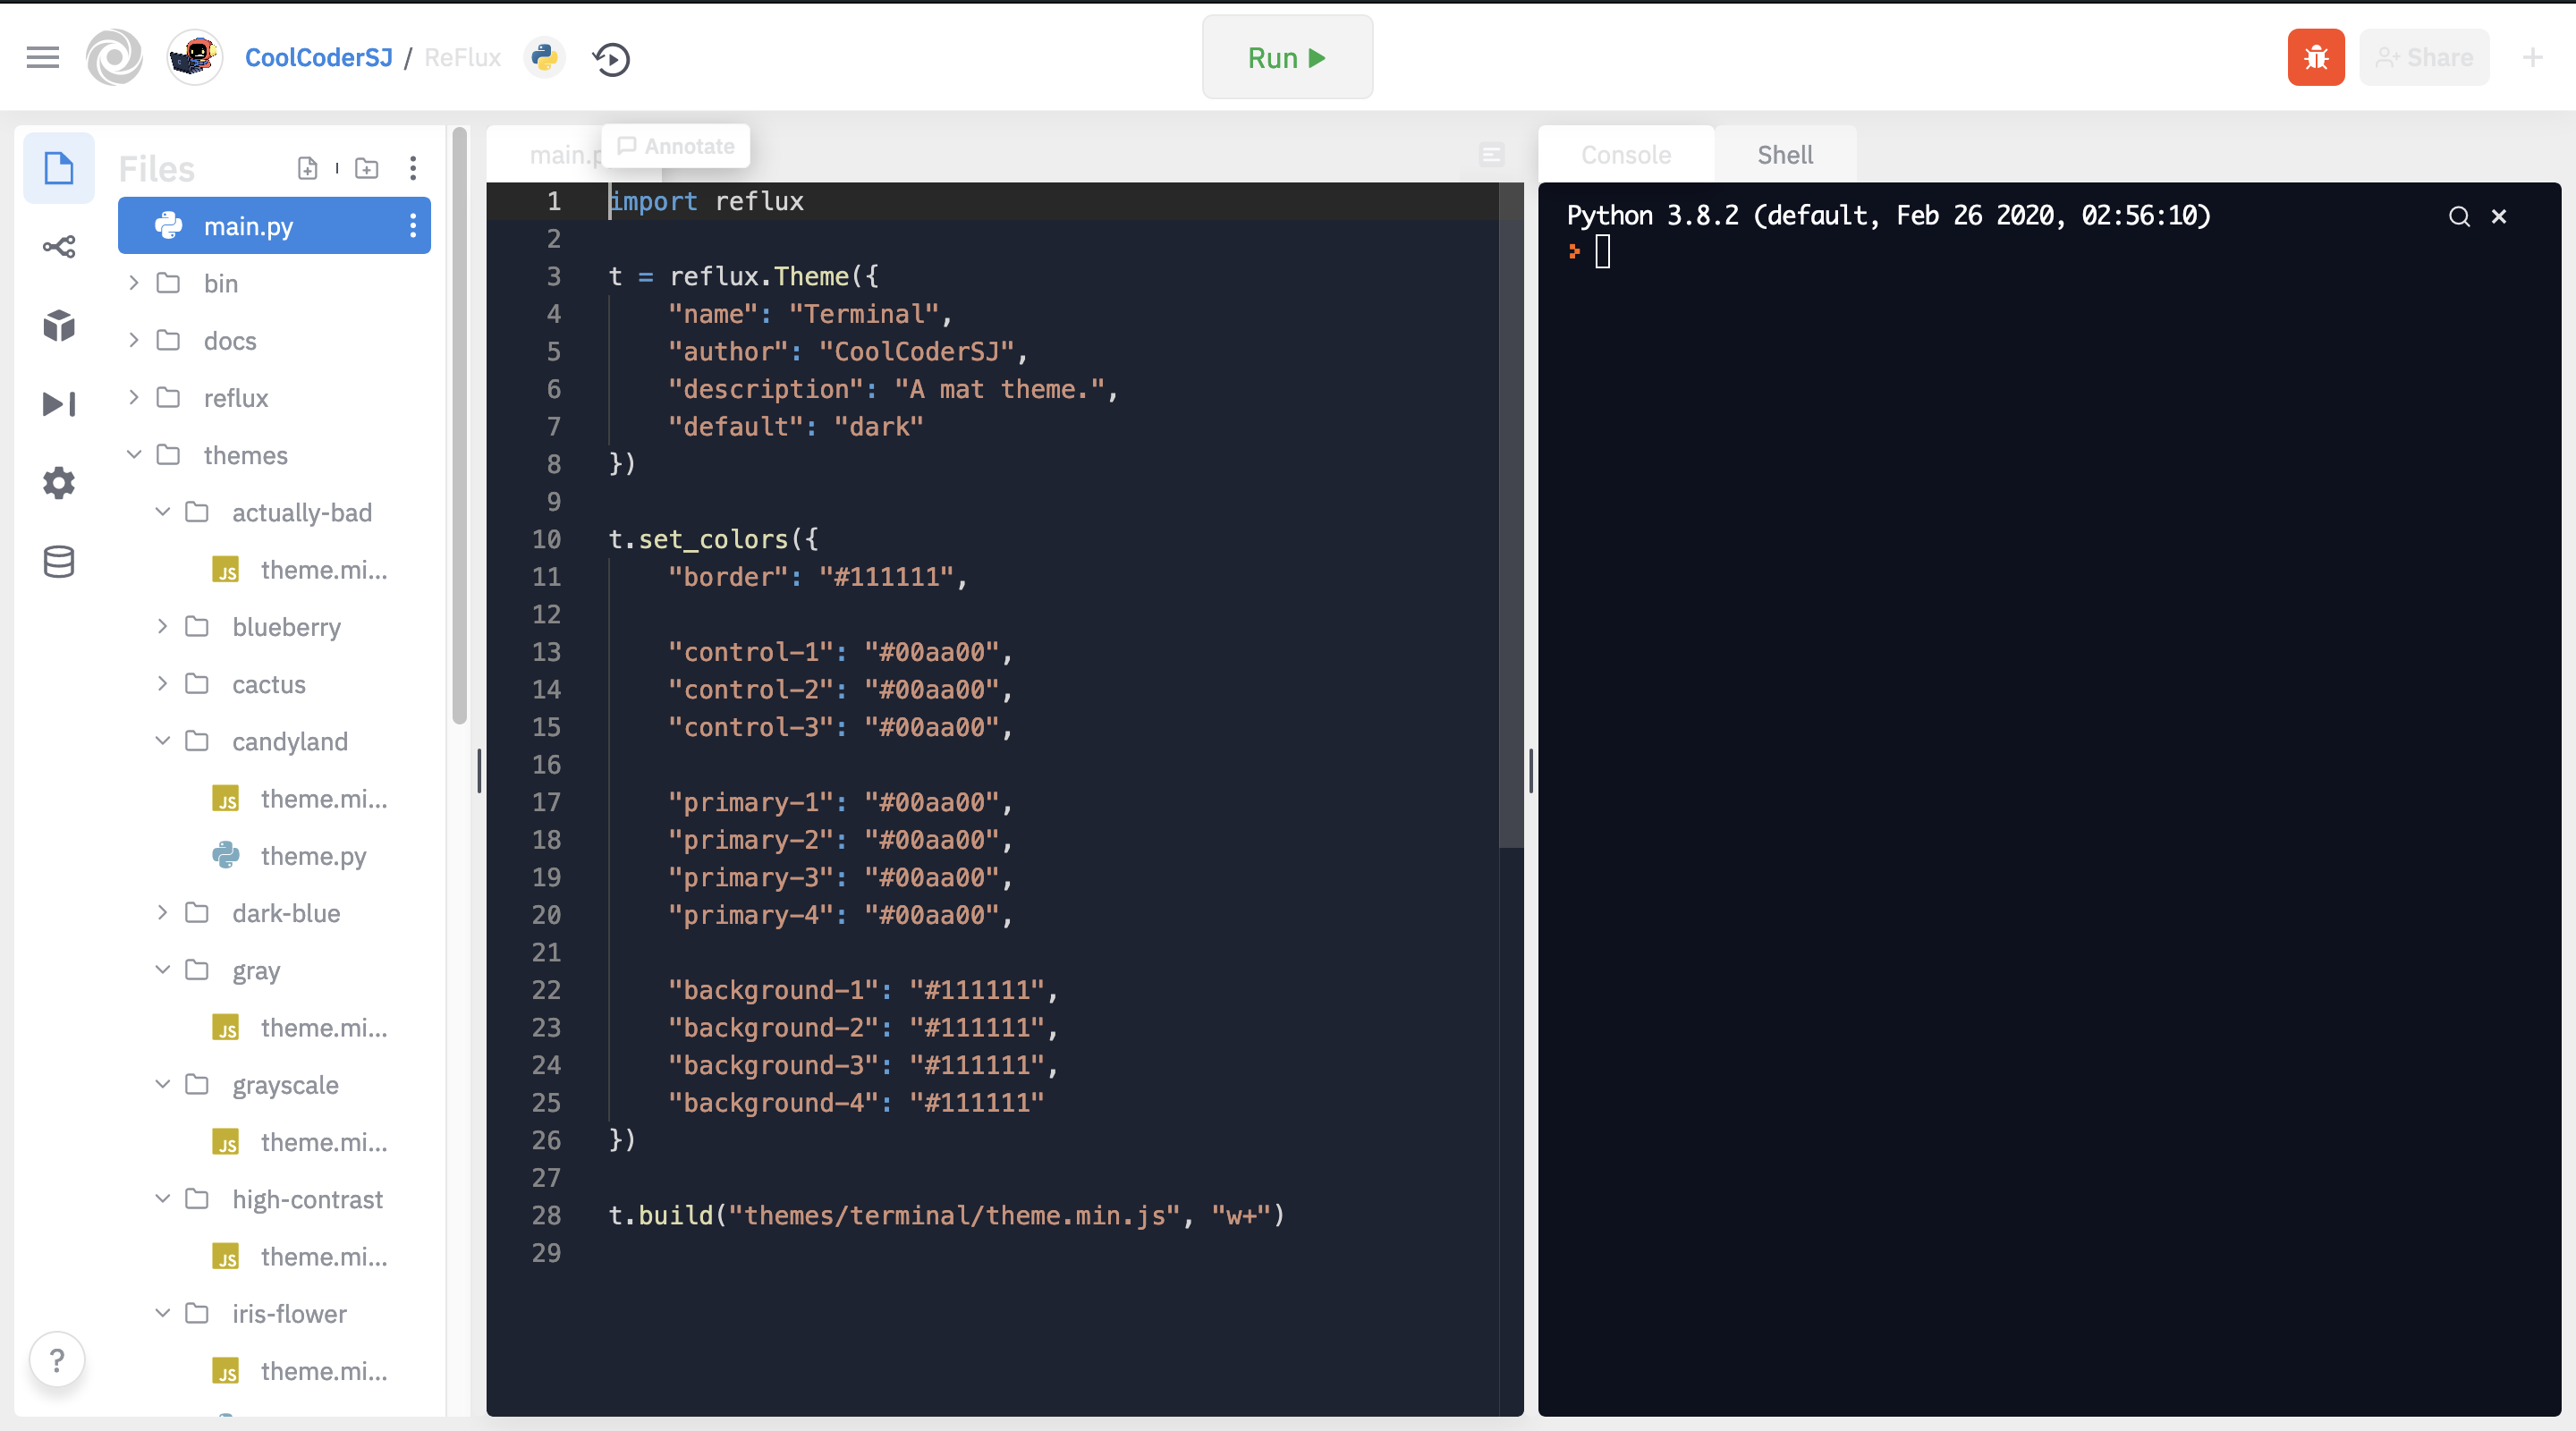 CoolCoderSJ / ReFlux
Run
Share
Files
main.py
bin
docs
reflux
themes
actually-bad
theme.mi...
blueberry
cactus
candyland
theme.mi...
theme.py
dark-blue
gray
theme.mi...
grayscale
theme.mi...
high-contrast
theme.mi...
iris-flower
theme.mi...
?
main.p
Annotate
1 import reflux
2
3 t = reflux.Theme({
4 "name": "Terminal",
5 "author": "CoolCoderSJ",
6 "description": "A mat theme.",
7 "default": "dark"
8 })
9
10 t.set_colors({
11 "border": "#111111",
12
13 "control-1": "#00aa00",
14 "control-2": "#00aa00",
15 "control-3": "#00aa00",
16
17 "primary-1": "#00aa00",
18 "primary-2": "#00aa00",
19 "primary-3": "#00aa00",
20 "primary-4": "#00aa00",
21
22 "background-1": "#111111",
23 "background-2": "#111111",
24 "background-3": "#111111",
25 "background-4": "#111111"
26 })
27
28 t.build("themes/terminal/theme.min.js", "w+")
29
Console
Shell
Python 3.8.2 (default, Feb 26 2020, 02:56:10)
JS
JS
JS
JS
JS
JS